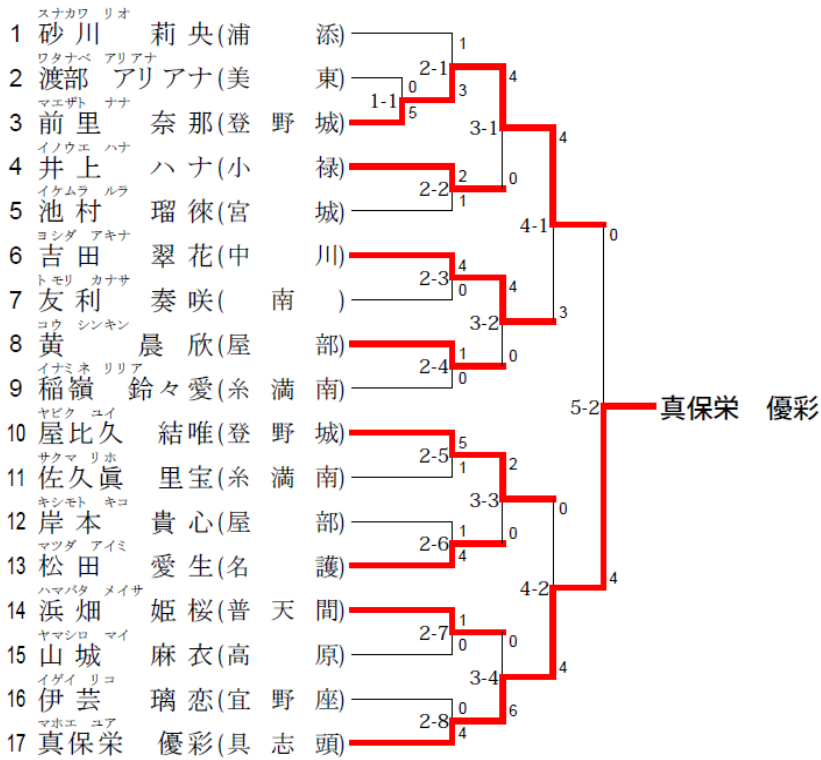 スナカワ リオ
1 砂川 莉央(浦添)
ワタナベ アリアナ
2 渡部 アリアナ(美東)
マエザト ナナ
3 前里 奈那(登野城)
イノウエ ハナ
4 井上 ハナ(小禄)
イケムラ ルラ
5 池村 瑠徠(宮城)
ヨシダ アキナ
6 吉田 翠花(中川)
トモリ カナサ
7 友利 奏咲(南)
コウ シンキン
8 黄 晨欣(屋部)
イナミネ リリア
9 稲嶺 鈴々愛(糸満南)
ヤビク ユイ
10 屋比久 結唯(登野城)
サクマ リホ
11 佐久眞 里宝(糸満南)
キシモト キコ
12 岸本 貴心(屋部)
マツダ アイミ
13 松田 愛生(名護)
ハマバタ メイサ
14 浜畑 姫桜(普天間)
ヤマシロ マイ
15 山城 麻衣(高原)
イゲイ リコ
16 伊芸 璃恋(宜野座)
マホエ ユア
17 真保栄 優彩(具志頭)
1-1
0
5
2-1
1
3
2-2
2
1
2-3
4
0
2-4
1
0
2-5
5
1
2-6
1
4
2-7
1
0
2-8
0
4
3-1
4
0
3-2
4
0
3-3
2
0
3-4
0
6
4-1
4
3
4-2
0
4
5-2
0
4
真保栄 優彩